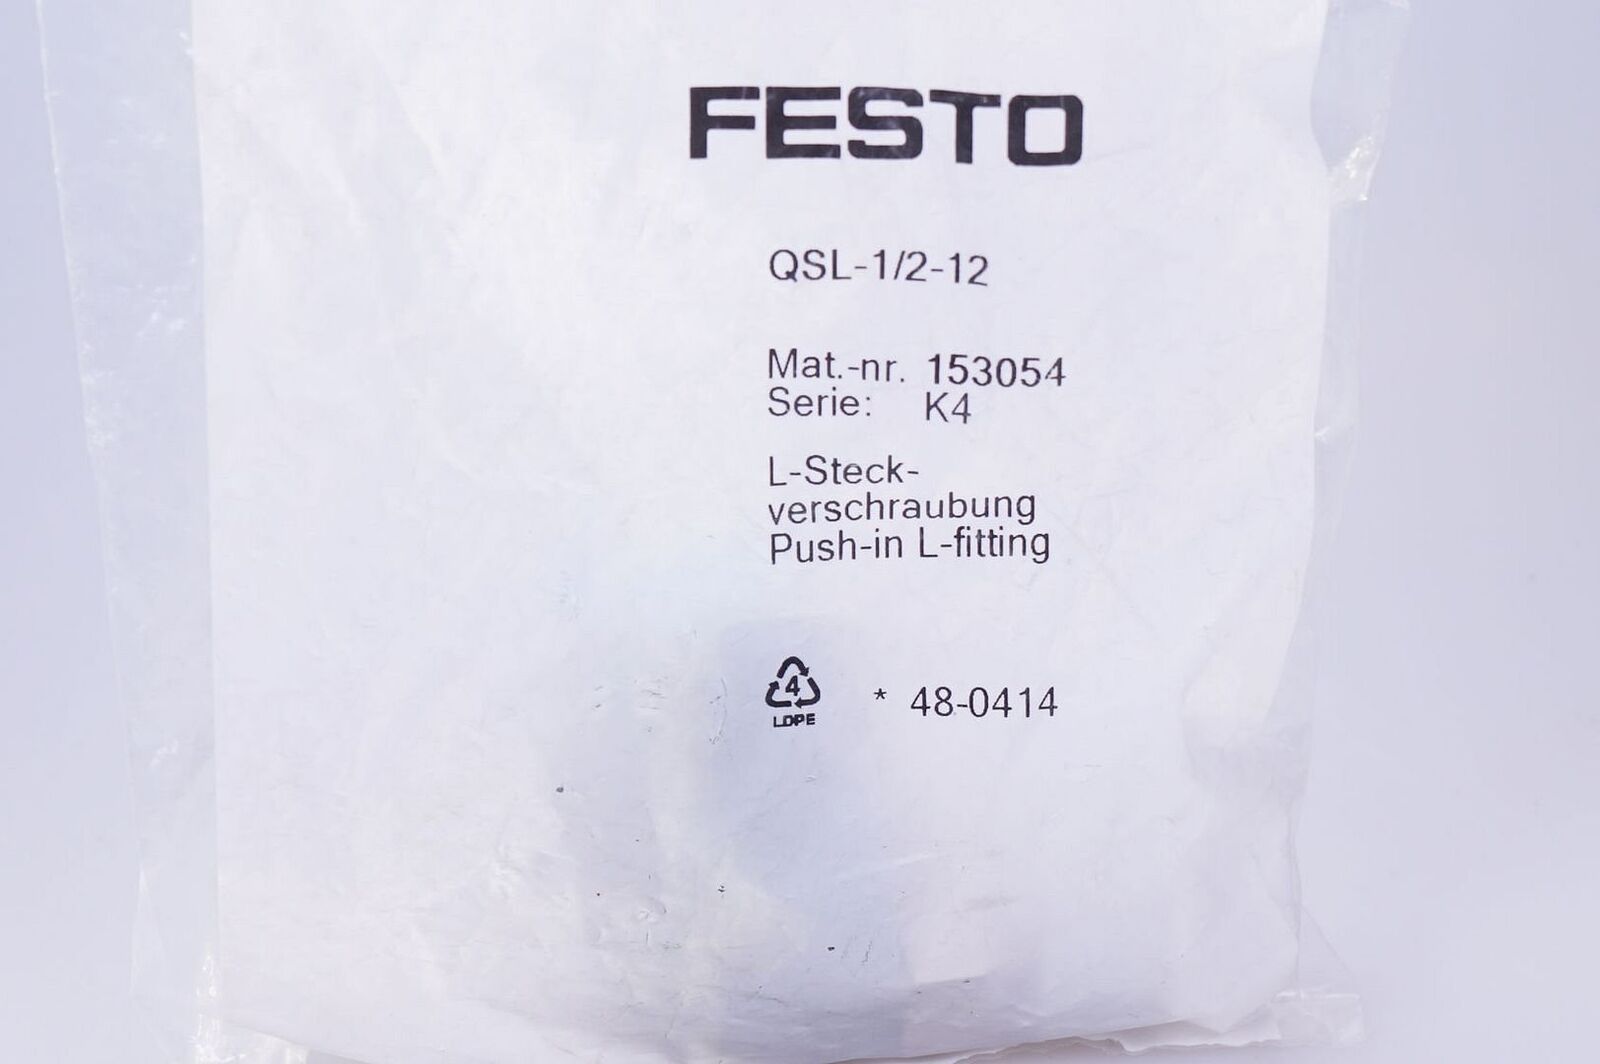 FESTO
QSL-1/2-12
Mat.-nr. 153054
Serie: K4
L-Steck-
verschraubung
Push-in L-fitting
4
LDPE
* 48-0414